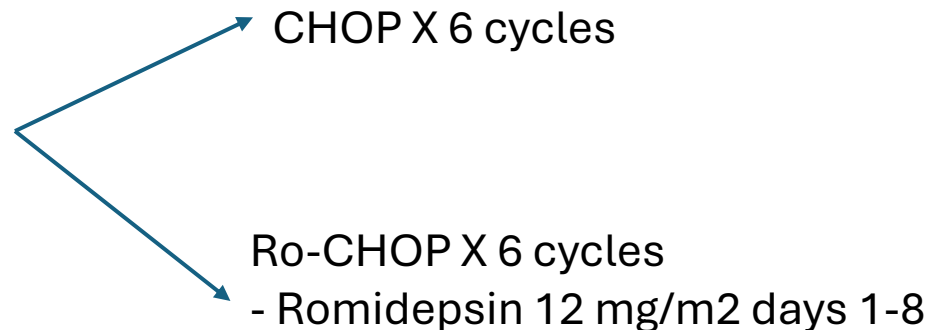 CHOP X 6 cycles
Ro-CHOP X 6 cycles
- Romidepsin 12 mg/m2 days 1-8